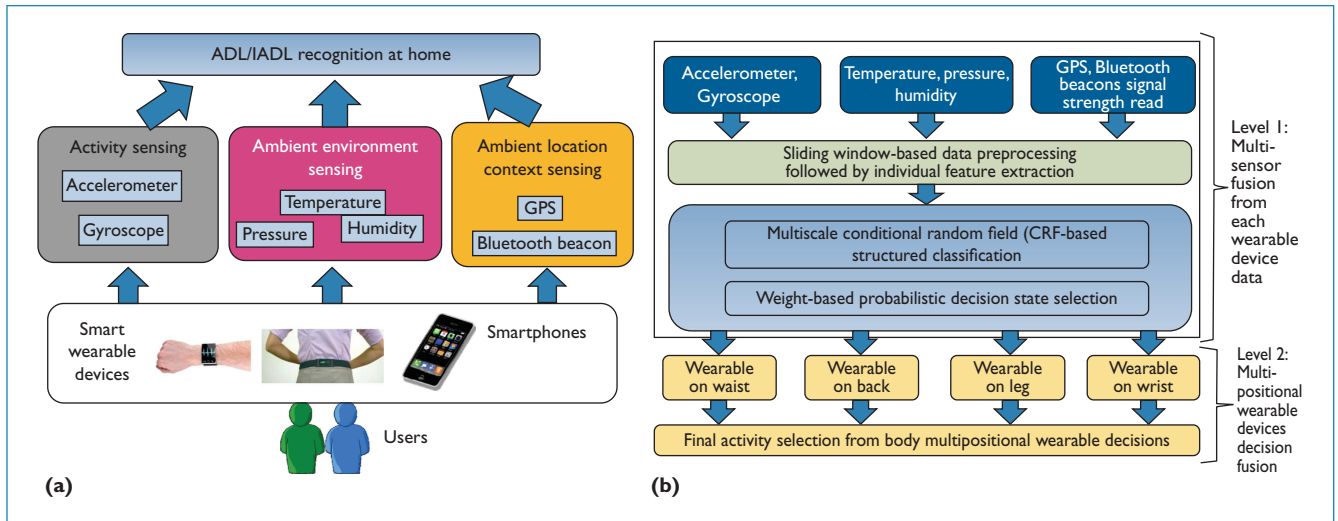 ADL/IADL recognition at home
Activity sensing
Accelerometer
Gyroscope
Ambient environment
sensing
Temperature
Pressure
Humidity
Ambient location
context sensing
GPS
Bluetooth beacon
Smart
wearable
devices
Smartphones
Users
(a)
Accelerometer,
Gyroscope
Temperature, pressure,
humidity
GPS, Bluetooth
beacons signal
strength read
Sliding window-based data preprocessing
followed by individual feature extraction
Multiscale conditional random field (CRF-based
structured classification
Weight-based probabilistic decision state selection
Level 1:
Multi-
sensor
fusion
from
each
wearable
device
data
Wearable
on waist
Wearable
on back
Wearable
on leg
Wearable
on wrist
Final activity selection from body multipositional wearable decisions
Level 2:
Multi-
positional
wearable
devices
decision
fusion
(b)